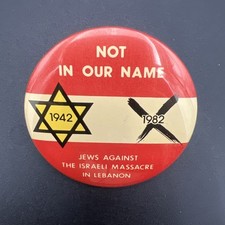 NOT
IN OUR NAME
1942 1982
JEWS AGAINST
THE ISRAELI MASSACRE
IN LEBANON